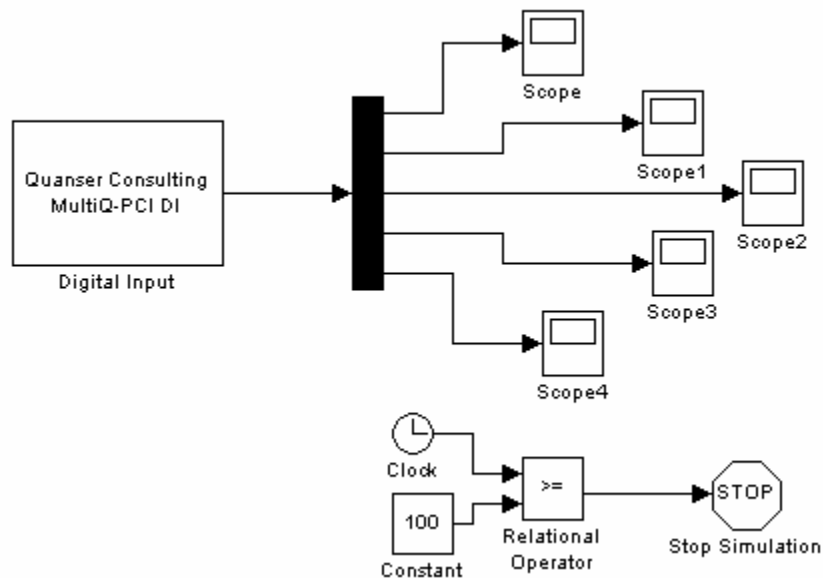 Scope
Scope1
Quanser Consulting
MultiQ-PCI DI
Scope2
Digital Input
Scope3
Scope4
Clock
>=
STOP
100
Relational
Operator
Stop Simulation
Constant